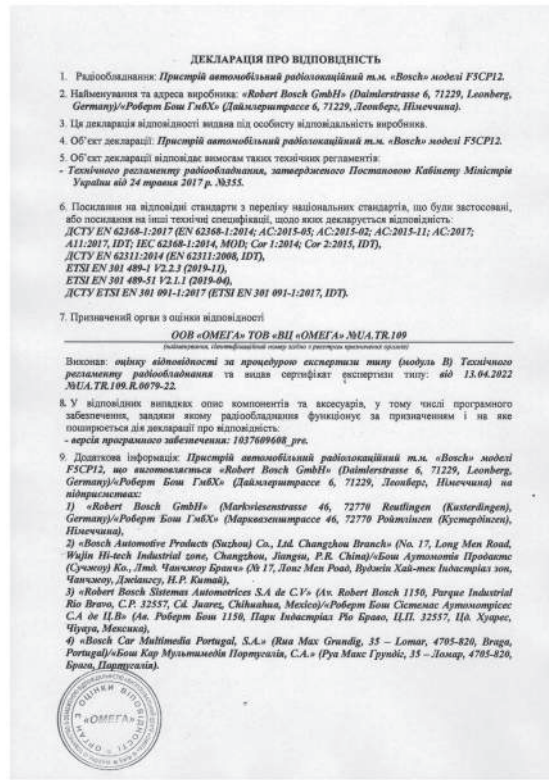 ДЕКЛАРАЦІЯ ПРО ВІДПОВІДНІСТЬ
1. Радіообладнання: Пристрій автомобільний радіолокаційний т.м. «Bosch» моделі F5CP12.
2. Найменування та адреса виробника: «Robert Bosch GmbH» (Daimlerstrasse 6, 71229, Leonberg,
Germany)/«Роберт Бош ГмбХ» (Даймлерштрассе 6, 71229, Леонберг, Німеччина).
3. Ця декларація відповідності видана під особисту відповідальність виробника.
4. Об'єкт декларації: Пристрій автомобільний радіолокаційний т.м. «Bosch» моделі F5CP12.
5. Об'єкт декларації відповідає вимогам таких технічних регламентів:
- Технічного регламенту радіообладнання, затвердженого Постановою Кабінету Міністрів
України від 24 травня 2017 р. №355.
6. Посилання на відповідні стандарти з переліку національних стандартів, що були застосовані,
або посилання на інші технічні специфікації, щодо яких декларується відповідність:
ДСТУ EN 62368-1:2017 (EN 62368-1:2014; AC:2015-05; AC:2015-02; AC:2015-11; AC:2017;
A11:2017, IDT; IEC 62368-1:2014, MOD; Cor 1:2014; Cor 2:2015, IDT),
ДСТУ EN 62311:2014 (EN 62311:2008, IDT),
ETSI EN 301 489-1 V2.2.3 (2019-11),
ETSI EN 301 489-51 V2.1.1 (2019-04),
ДСТУ ETSI EN 301 091-1:2017 (ETSI EN 301 091-1:2017, IDT).
7. Призначений орган з оцінки відповідності
ООВ «ОМЕГА» ТОВ «ВЦ «ОМЕГА» №UA.TR.109
(найменування, ідентифікаційний номер згідно з реєстром призначених органів)
Виконав: оцінку відповідності за процедурою експертизи типу (модуль B) Технічного
регламенту радіообладнання та видав сертифікат експертизи типу: від 13.04.2022
№UA.TR.109.R.0079-22.
8. У відповідних випадках опис компонентів та аксесуарів, у тому числі програмного
забезпечення, завдяки якому радіообладнання функціонує за призначенням і на яке
поширюється дія декларації про відповідність:
- версія програмного забезпечення: 1037609608_pre.
9. Додаткова інформація: Пристрій автомобільний радіолокаційний т.м. «Bosch» моделі
F5CP12, що виготовляється «Robert Bosch GmbH» (Daimlerstrasse 6, 71229, Leonberg,
Germany)/«Роберт Бош ГмбХ» (Даймлерштрассе 6, 71229, Леонберг, Німеччина) на
підприємствах:
1) «Robert Bosch GmbH» (Markwiesenstrasse 46, 72770 Reutlingen (Kusterdingen),
Germany)/«Роберт Бош ГмбХ» (Марквазенштрассе 46, 72770 Ройтлінген (Кустердінген),
Німеччина),
2) «Bosch Automotive Products (Suzhou) Co., Ltd. Changzhou Branch» (No. 17, Long Men Road,
Wujin Hi-tech Industrial zone, Changzhou, Jiangsu, P.R. China)/«Бош Аутомотів Продактс
(Сучжоу) Ко., Лтд. Чанчжоу Бранч» (№ 17, Лонг Мен Роад, Вуджін Хай-тек Індастріал зон,
Чанчжоу, Джіангсу, Н.Р. Китай),
3) «Robert Bosch Sistemas Automotrices S.A de C.V» (Av. Robert Bosch 1150, Parque Industrial
Rio Bravo, C.P. 32557, Cd. Juarez, Chihuahua, Mexico)/«Роберт Бош Сістемас Аутомотрісес
С.А де Ц.В» (Ав. Роберт Бош 1150, Парк Індастріал Ріо Браво, Ц.П. 32557, Цд. Хуарес,
Чіуауа, Мексика),
4) «Bosch Car Multimedia Portugal, S.A.» (Rua Max Grundig, 35 – Lomar, 4705-820, Braga,
Portugal)/«Бош Кар Мультимедія Португалія, С.А.» (Руа Макс Грундіг, 35 – Ломар, 4705-820,
Брага, Португалія).
ОРГАН З ОЦІНКИ ВІДПОВІДНОСТІ
«ОМЕГА»